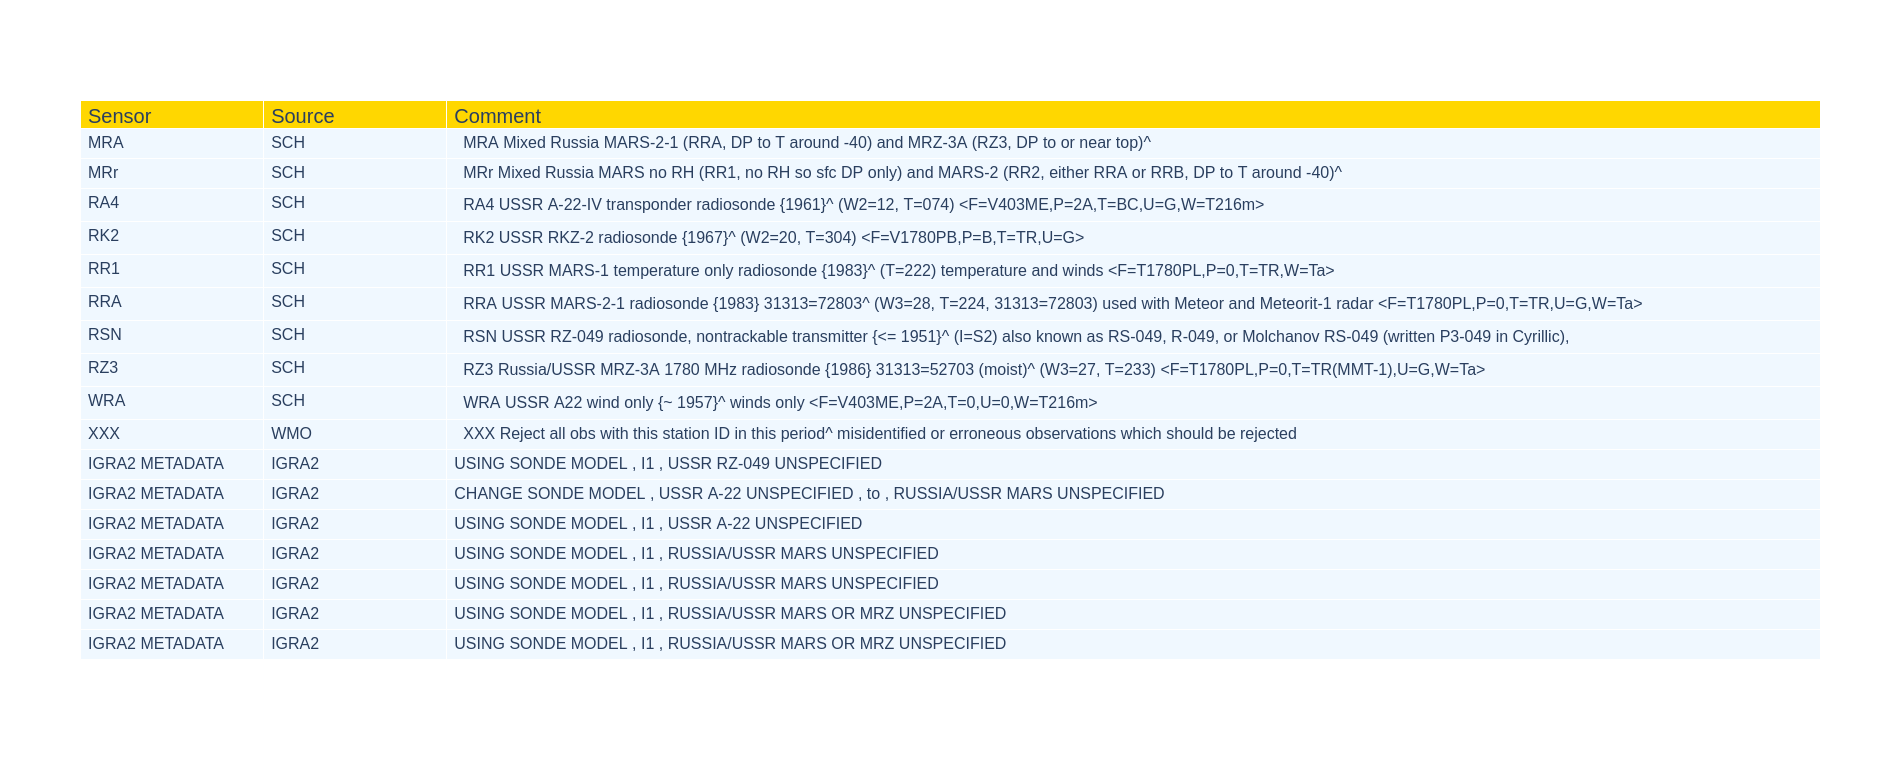 Sensor Source Comment
MRA SCH MRA Mixed Russia MARS-2-1 (RRA, DP to T around -40) and MRZ-3A (RZ3, DP to or near top)^
MRr SCH MRr Mixed Russia MARS no RH (RR1, no RH so sfc DP only) and MARS-2 (RR2, either RRA or RRB, DP to T around -40)^
RA4 SCH RA4 USSR A-22-IV transponder radiosonde {1961}^ (W2=12, T=074) <F=V403ME,P=2A,T=BC,U=G,W=T216m>
RK2 SCH RK2 USSR RKZ-2 radiosonde {1967}^ (W2=20, T=304) <F=V1780PB,P=B,T=TR,U=G>
RR1 SCH RR1 USSR MARS-1 temperature only radiosonde {1983}^ (T=222) temperature and winds <F=T1780PL,P=0,T=TR,W=Ta>
RRA SCH RRA USSR MARS-2-1 radiosonde {1983} 31313=72803^ (W3=28, T=224, 31313=72803) used with Meteor and Meteorit-1 radar <F=T1780PL,P=0,T=TR,U=G,W=Ta>
RSN SCH RSN USSR RZ-049 radiosonde, nontrackable transmitter {<= 1951}^ (I=S2) also known as RS-049, R-049, or Molchanov RS-049 (written P3-049 in Cyrillic),
RZ3 SCH RZ3 Russia/USSR MRZ-3A 1780 MHz radiosonde {1986} 31313=52703 (moist)^ (W3=27, T=233) <F=T1780PL,P=0,T=TR(MMT-1),U=G,W=Ta>
WRA SCH WRA USSR A22 wind only {~ 1957}^ winds only <F=V403ME,P=2A,T=0,U=0,W=T216m>
XXX WMO XXX Reject all obs with this station ID in this period^ misidentified or erroneous observations which should be rejected
IGRA2 METADATA IGRA2 USING SONDE MODEL , I1 , USSR RZ-049 UNSPECIFIED
IGRA2 METADATA IGRA2 CHANGE SONDE MODEL , USSR A-22 UNSPECIFIED , to , RUSSIA/USSR MARS UNSPECIFIED
IGRA2 METADATA IGRA2 USING SONDE MODEL , I1 , USSR A-22 UNSPECIFIED
IGRA2 METADATA IGRA2 USING SONDE MODEL , I1 , RUSSIA/USSR MARS UNSPECIFIED
IGRA2 METADATA IGRA2 USING SONDE MODEL , I1 , RUSSIA/USSR MARS UNSPECIFIED
IGRA2 METADATA IGRA2 USING SONDE MODEL , I1 , RUSSIA/USSR MARS OR MRZ UNSPECIFIED
IGRA2 METADATA IGRA2 USING SONDE MODEL , I1 , RUSSIA/USSR MARS OR MRZ UNSPECIFIED